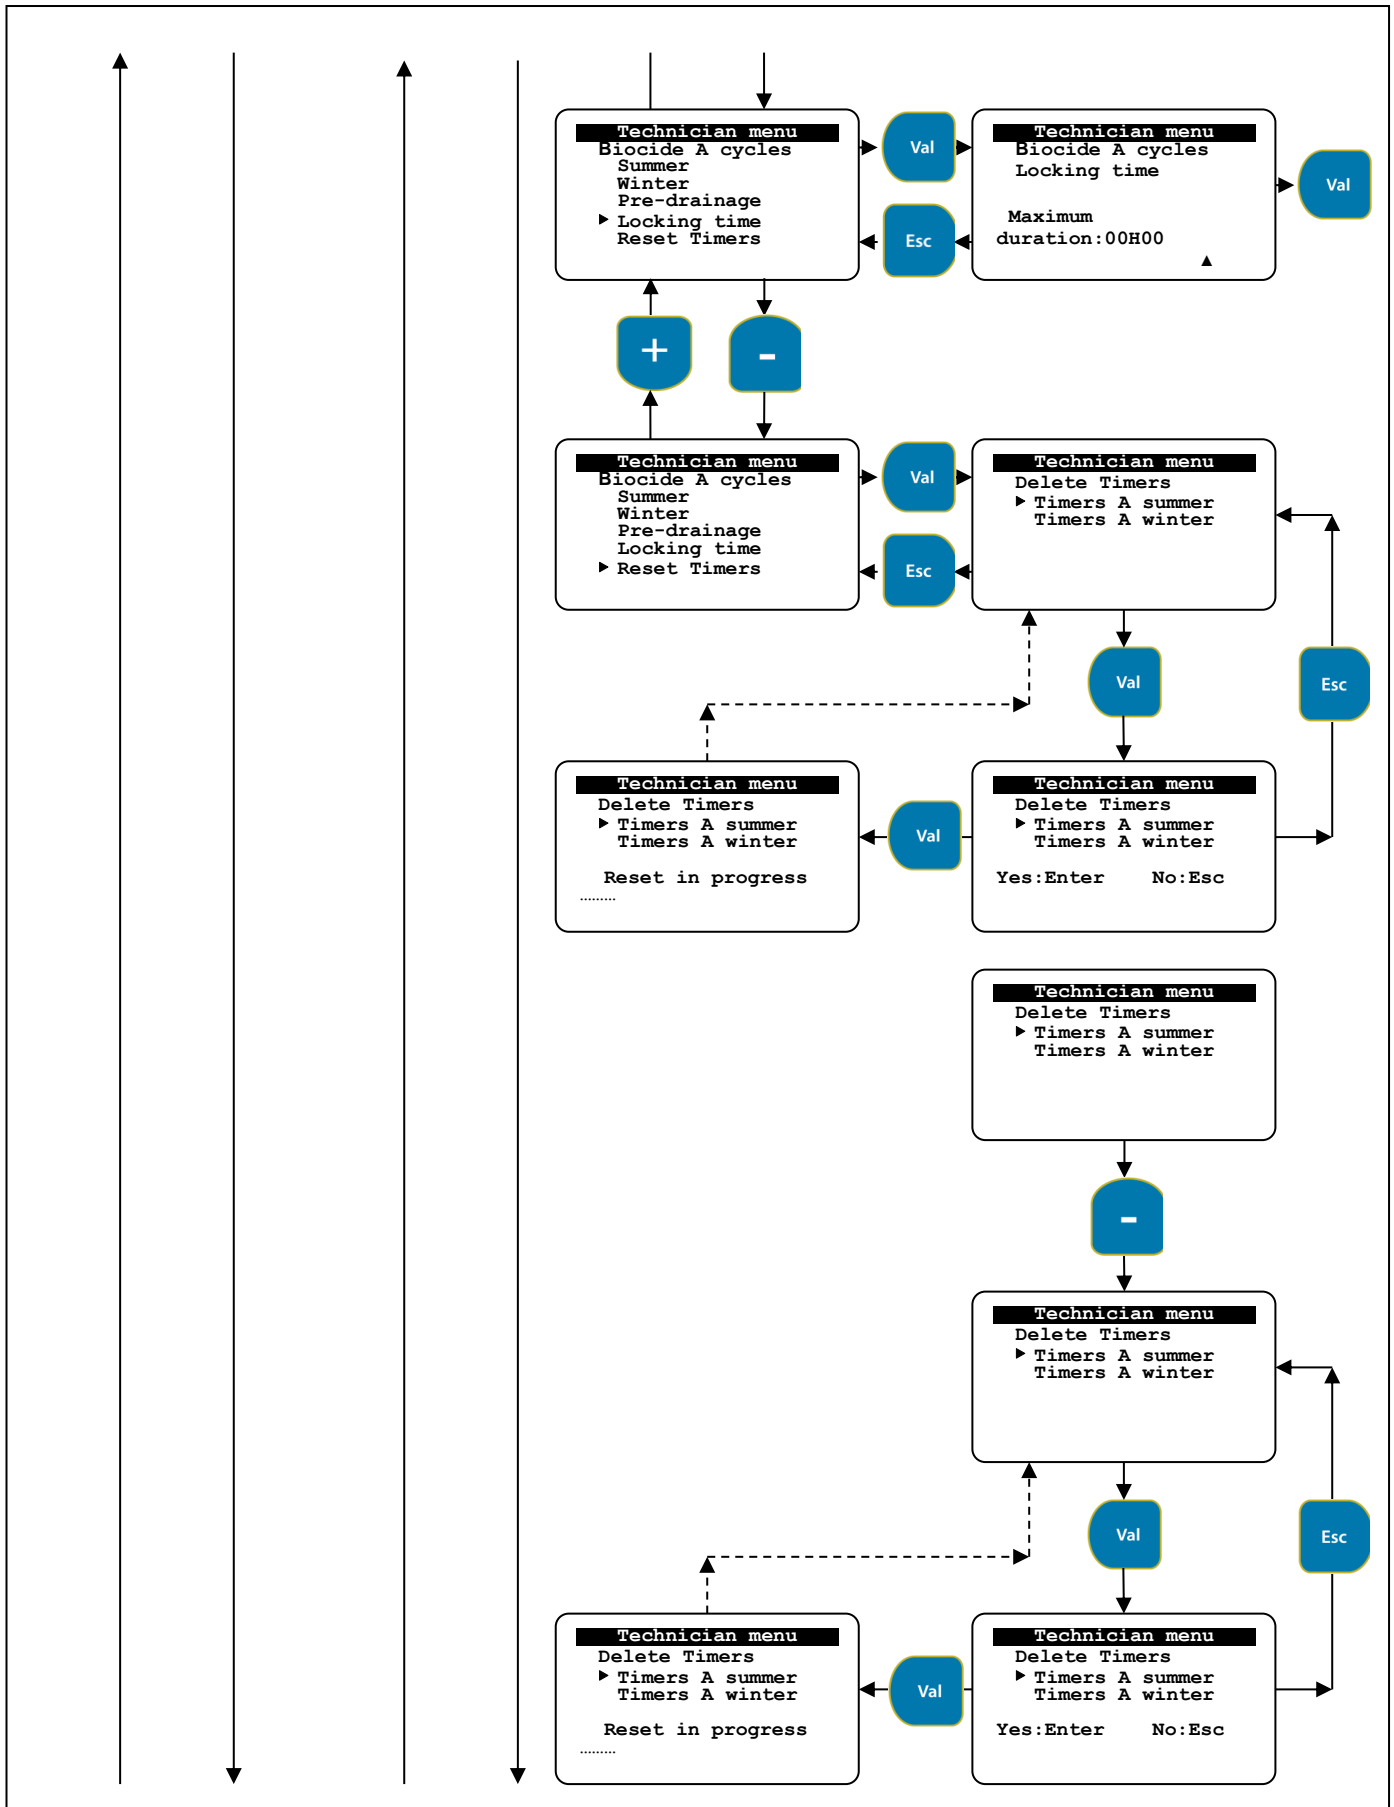 Technician menu
Biocide A cycles
Summer
Winter
Pre-drainage
▶ Locking time
Reset Timers
Val
Esc
Technician menu
Biocide A cycles
Locking time
Maximum
duration:00H00
▲
Val
+
-
Technician menu
Biocide A cycles
Summer
Winter
Pre-drainage
Locking time
▶ Reset Timers
Val
Esc
Technician menu
Delete Timers
▶ Timers A summer
Timers A winter
Val
Esc
Technician menu
Delete Timers
▶ Timers A summer
Timers A winter
Reset in progress
.........
Val
Technician menu
Delete Timers
▶ Timers A summer
Timers A winter
Yes:Enter No:Esc
Technician menu
Delete Timers
▶ Timers A summer
Timers A winter
-
Technician menu
Delete Timers
▶ Timers A summer
Timers A winter
Val
Esc
Technician menu
Delete Timers
▶ Timers A summer
Timers A winter
Reset in progress
.........
Val
Technician menu
Delete Timers
▶ Timers A summer
Timers A winter
Yes:Enter No:Esc